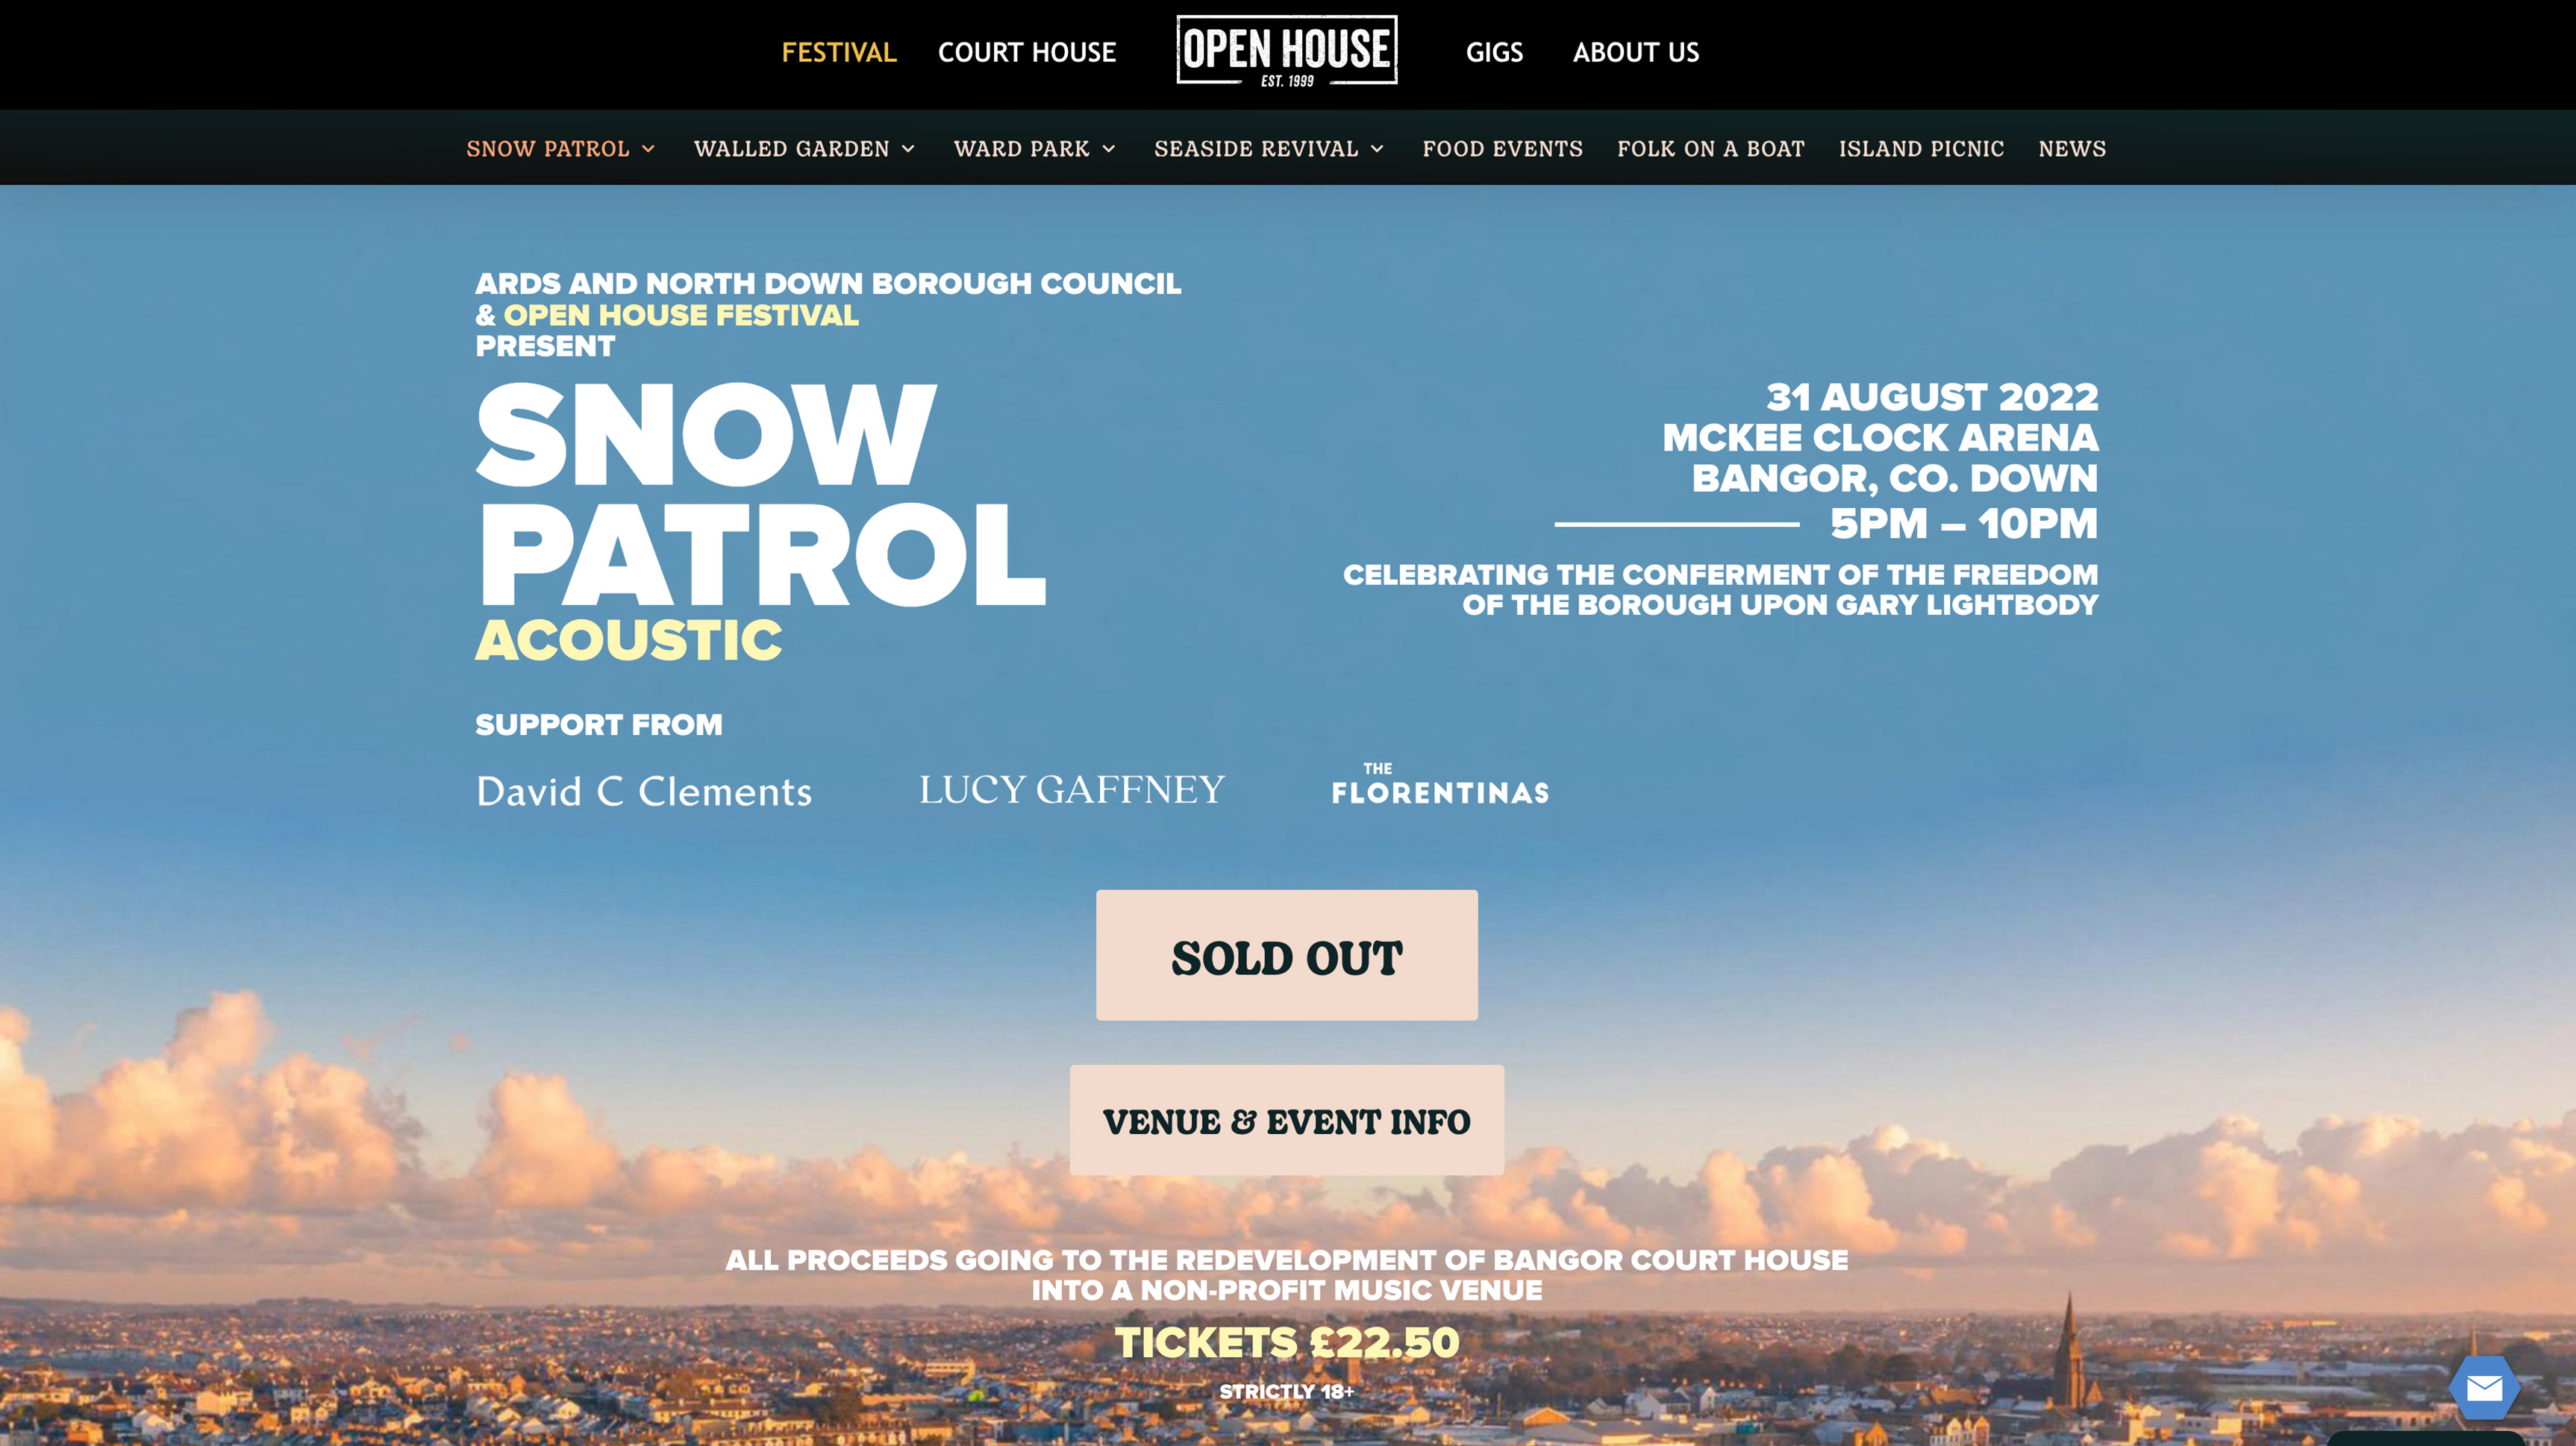 FESTIVAL
COURT HOUSE
OPEN HOUSE
EST. 1999
GIGS
ABOUT US
SNOW PATROL
WALLED GARDEN
WARD PARK
SEASIDE REVIVAL
FOOD EVENTS
FOLK ON A BOAT
ISLAND PICNIC
NEWS
ARDS AND NORTH DOWN BOROUGH COUNCIL
& OPEN HOUSE FESTIVAL
PRESENT
SNOW
PATROL
ACOUSTIC
31 AUGUST 2022
MCKEE CLOCK ARENA
BANGOR, CO. DOWN
5PM – 10PM
CELEBRATING THE CONFERMENT OF THE FREEDOM
OF THE BOROUGH UPON GARY LIGHTBODY
SUPPORT FROM
David C Clements
LUCY GAFFNEY
THE
FLORENTINAS
SOLD OUT
VENUE & EVENT INFO
ALL PROCEEDS GOING TO THE REDEVELOPMENT OF BANGOR COURT HOUSE
INTO A NON-PROFIT MUSIC VENUE
TICKETS £22.50
STRICTLY 18+